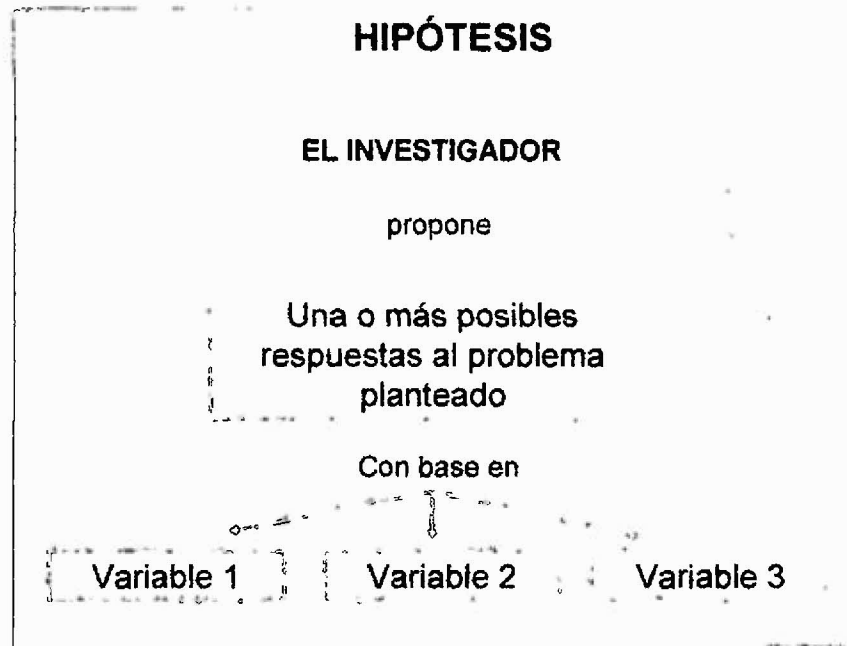 HIPÓTESIS
EL INVESTIGADOR
propone
Una o más posibles
respuestas al problema
planteado
Con base en
Variable 1 Variable 2 Variable 3